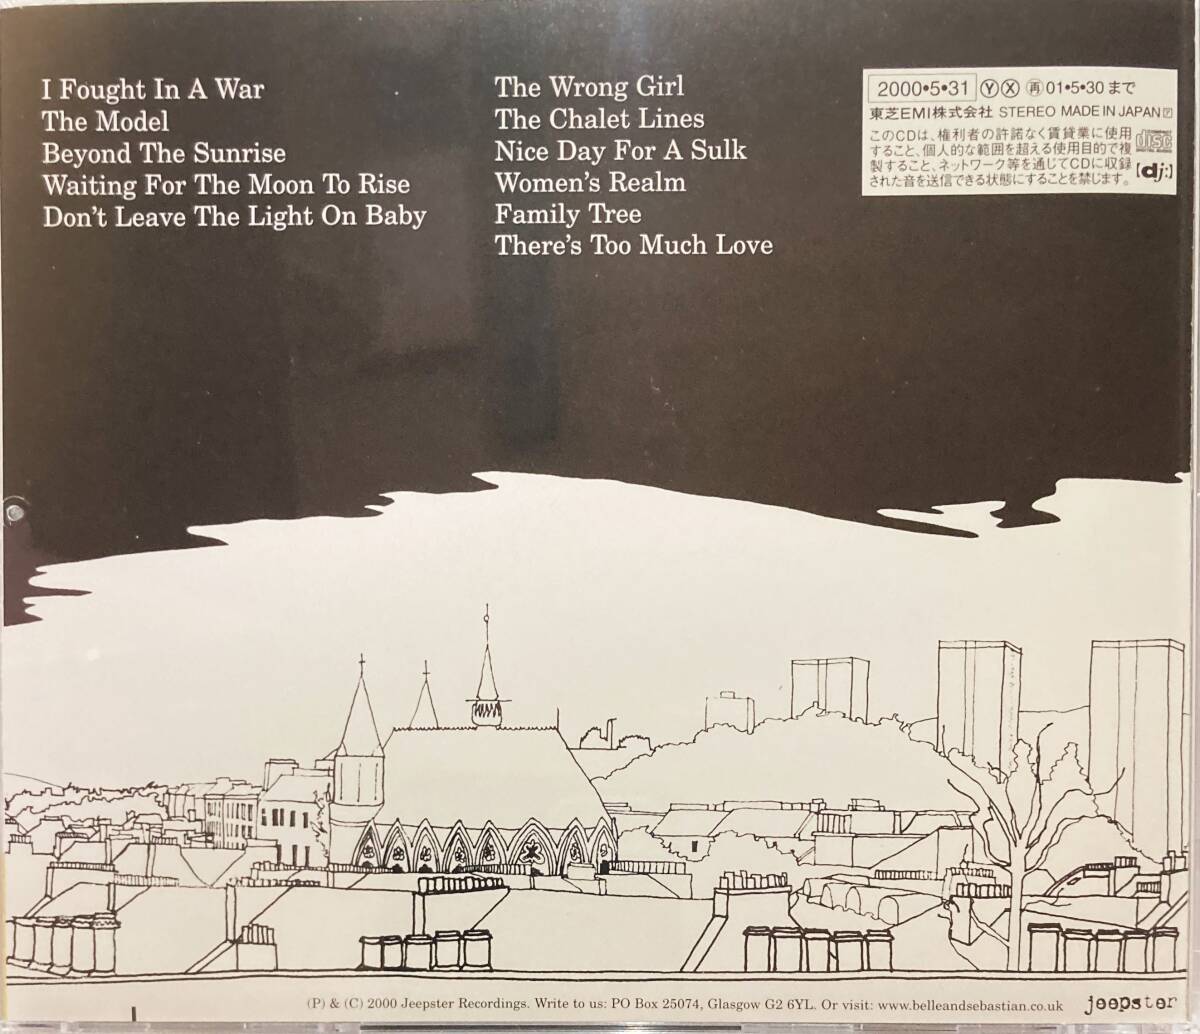 I Fought In A War
The Model
Beyond The Sunrise
Waiting For The Moon To Rise
Don't Leave The Light On Baby
The Wrong Girl
The Chalet Lines
Nice Day For A Sulk
Women's Realm
Family Tree
There's Too Much Love
2000•5•31 Ⓨ Ⓧ ㊢01•5•30 まで
東芝EMI株式会社 STEREO MADE IN JAPAN
このCDは、権利者の許諾なく賃貸業に使用
すること、個人的な範囲を超える使用目的で複
製すること、ネットワーク等を通じてCDに収録
された音を送信できる状態にすることを禁じます。
disc
[dj:]
(P) & (C) 2000 Jeepster Recordings. Write to us: PO Box 25074, Glasgow G2 6YL. Or visit: www.belleandsebastian.co.uk
jeepster